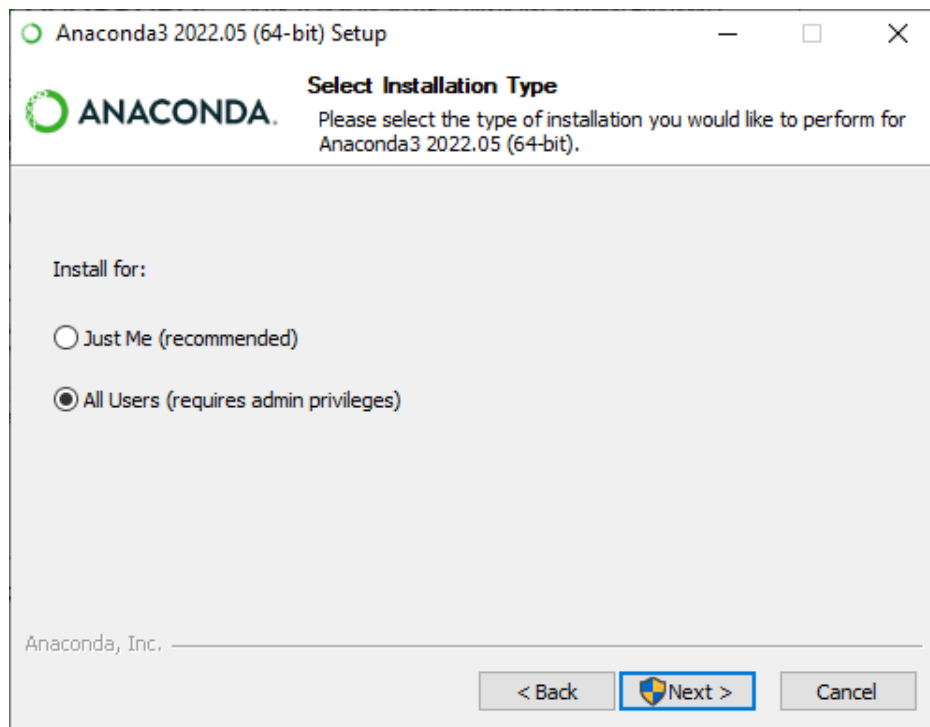 Anaconda3 2022.05 (64-bit) Setup
ANACONDA.
Select Installation Type
Please select the type of installation you would like to perform for
Anaconda3 2022.05 (64-bit).
Install for:
Just Me (recommended)
All Users (requires admin privileges)
Anaconda, Inc.
< Back
Next >
Cancel